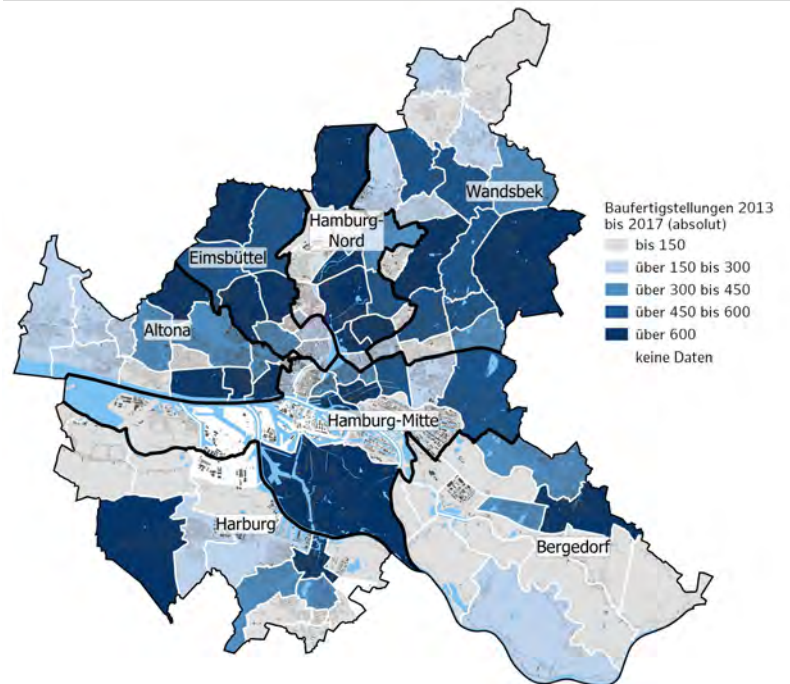 Wandsbek
Hamburg-
Nord
Eimsbüttel
Altona
Hamburg-Mitte
Harburg
Bergedorf
Baufertigstellungen 2013
bis 2017 (absolut)
bis 150
über 150 bis 300
über 300 bis 450
über 450 bis 600
über 600
keine Daten